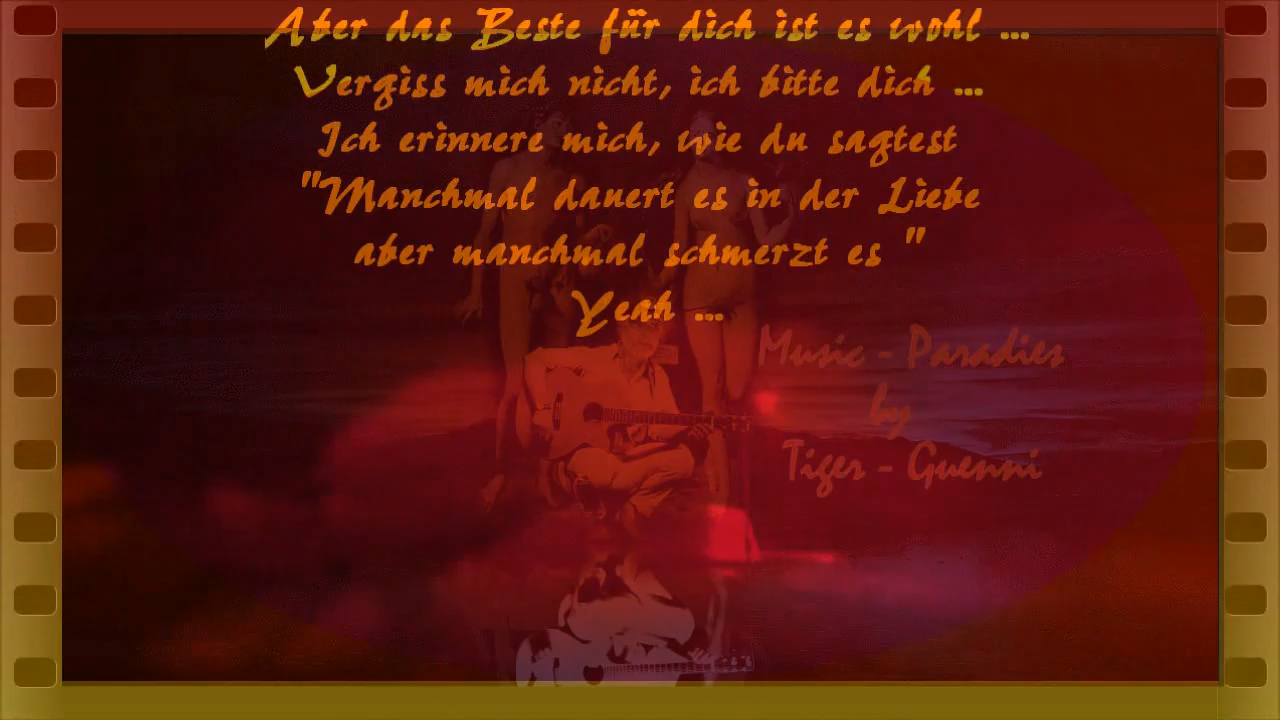 Aber das Beste für dich ist es wohl ...
Vergiss mich nicht, ich bitte dich ...
Ich erinnere mich, wie du sagtest
"Manchmal dauert es in der Liebe
aber manchmal schmerzt es "
Yeah ...
Music - Paradies
by
Tiger - Guenni